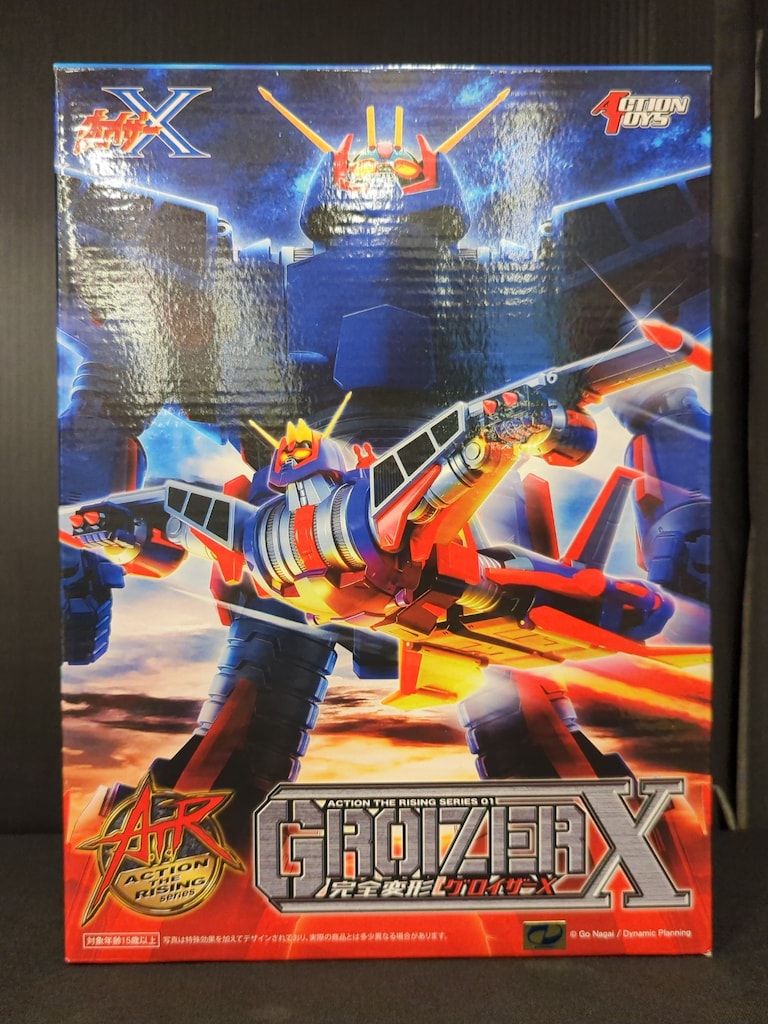 グロイザーX
ACTION TOYS
16
ACTION THE RISING SERIES 01
GROIZER X
完全変形 グロイザーX
ATR
ACTION
THE
RISING
series
対象年齢15歳以上 写真は特殊効果を加えてデザインされており、実際の商品とは多少異なる場合があります。
© Go Nagai / Dynamic Planning